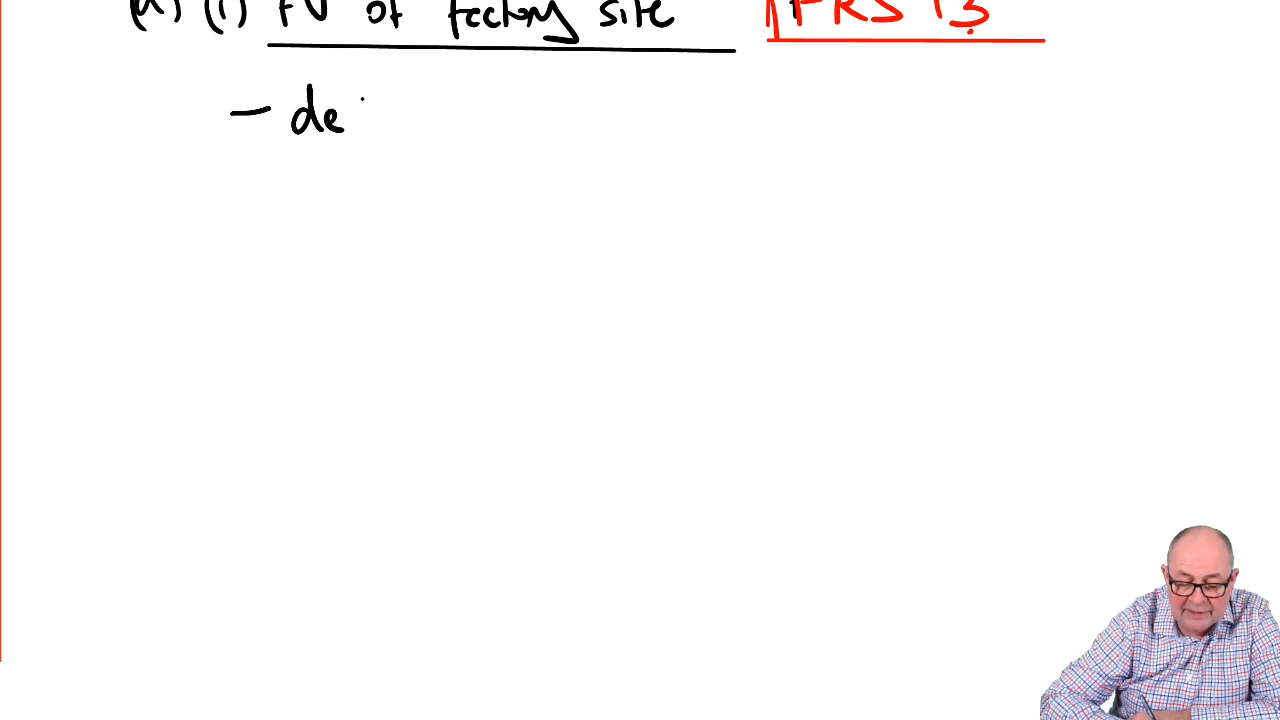 (a) (i) FV of factory site IFRS 13
– de